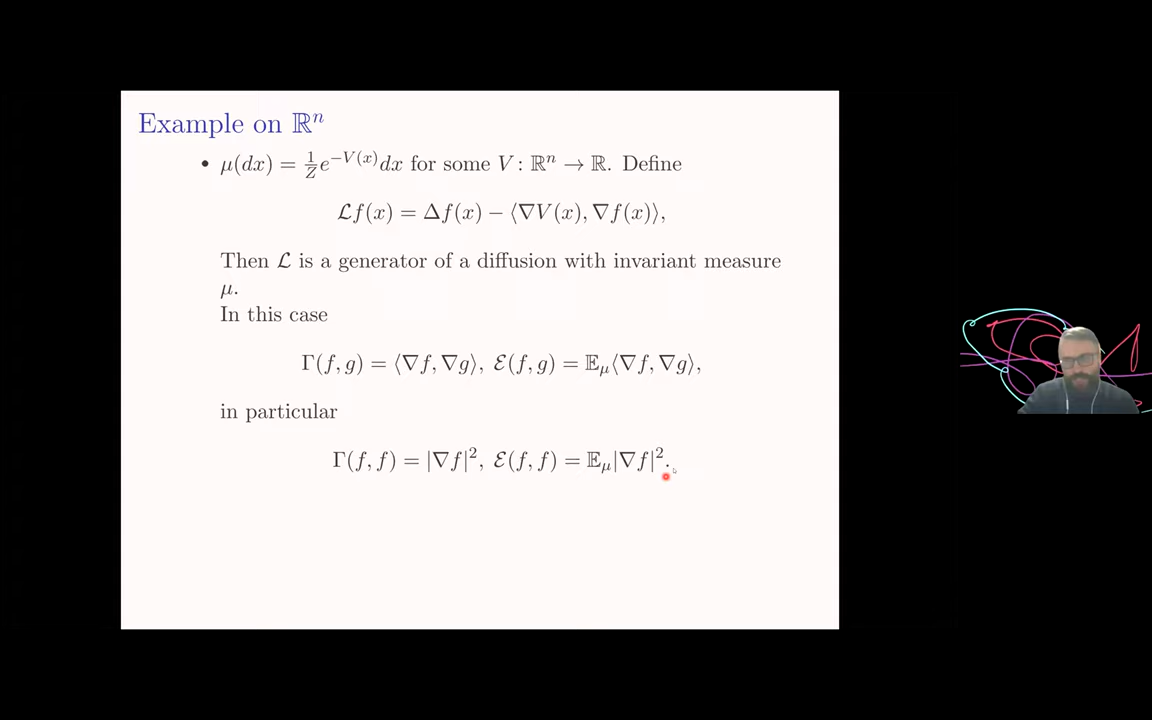 Example on ℝⁿ
• μ(dx) = 1/Z e^{−V(x)} dx for some V: ℝⁿ → ℝ. Define
ℒf(x) = Δf(x) − ⟨∇V(x), ∇f(x)⟩,
Then ℒ is a generator of a diffusion with invariant measure
μ.
In this case
Γ(f, g) = ⟨∇f, ∇g⟩, ℰ(f, g) = 𝔼_μ⟨∇f, ∇g⟩,
in particular
Γ(f, f) = |∇f|², ℰ(f, f) = 𝔼_μ|∇f|².